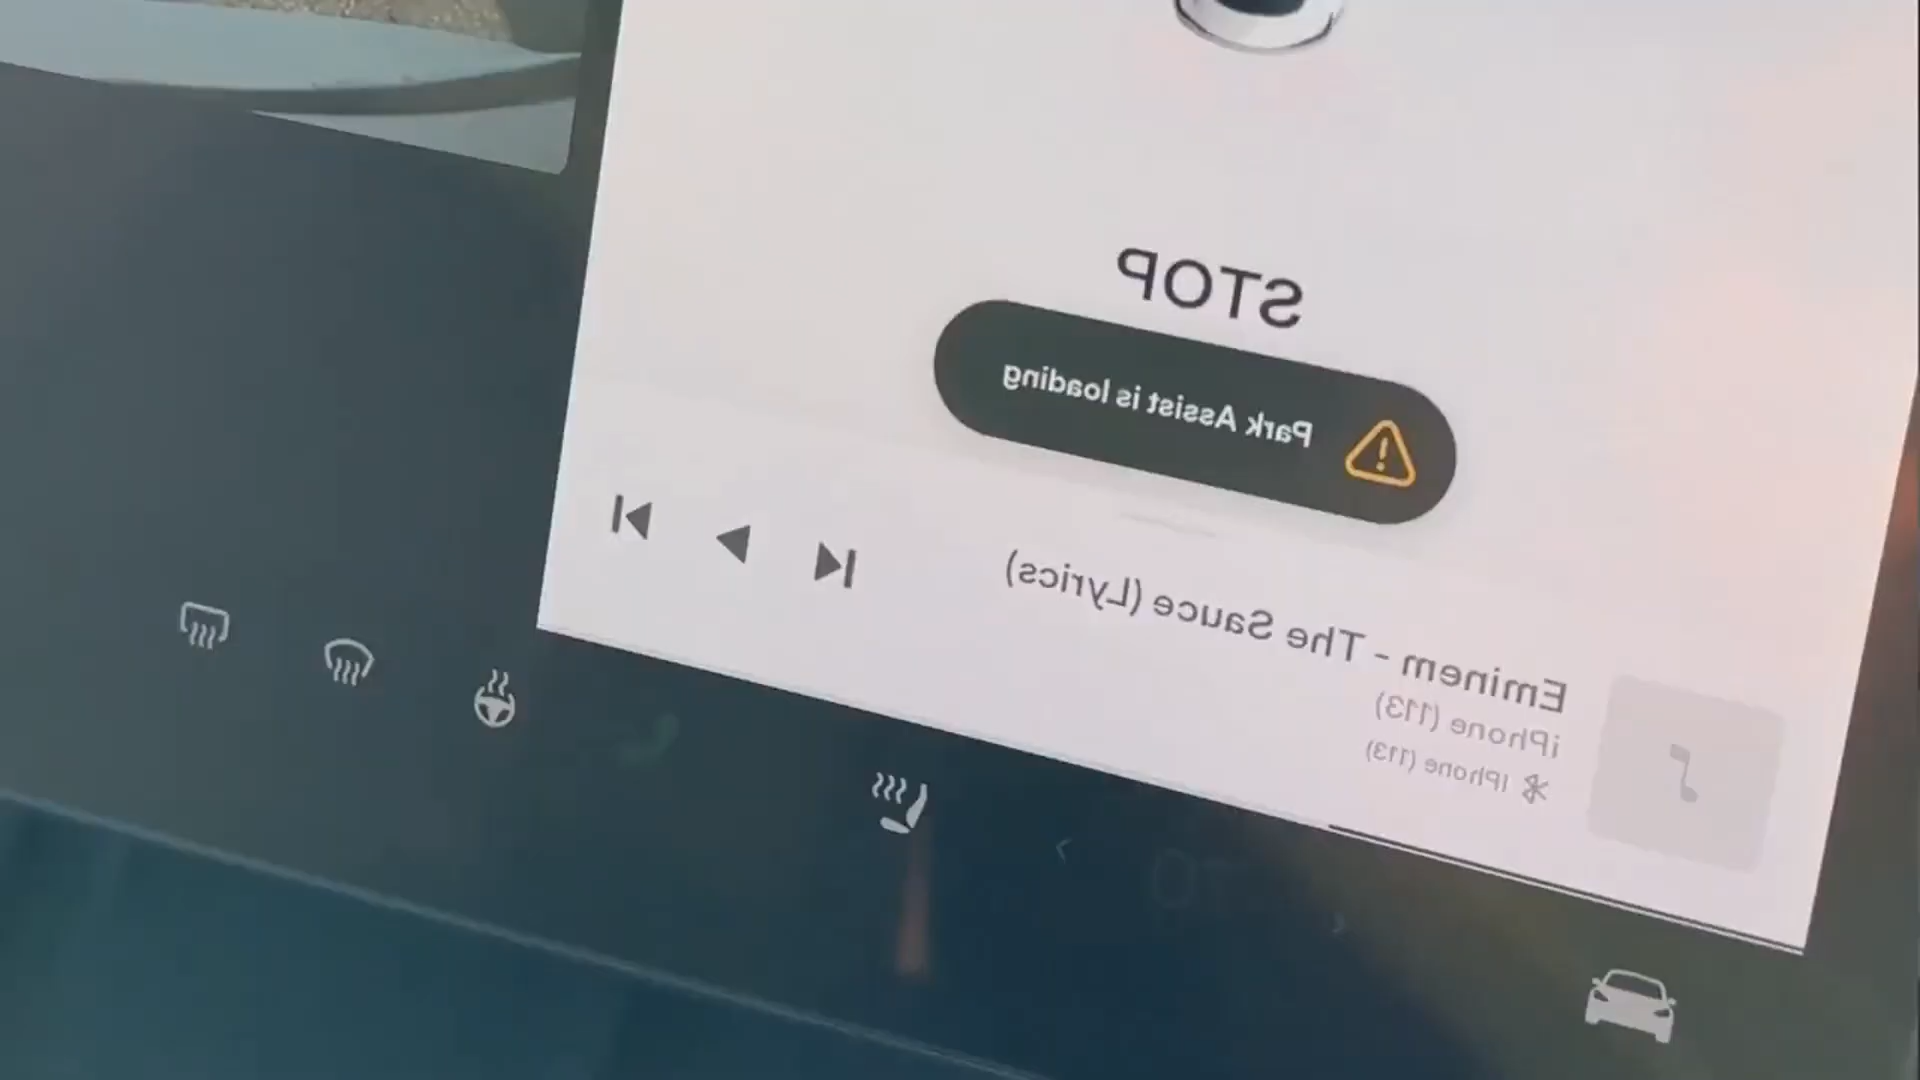 STOP
Park Assist is loading
Eminem - The Sauce (Lyrics)
iPhone (113)
iPhone (113)